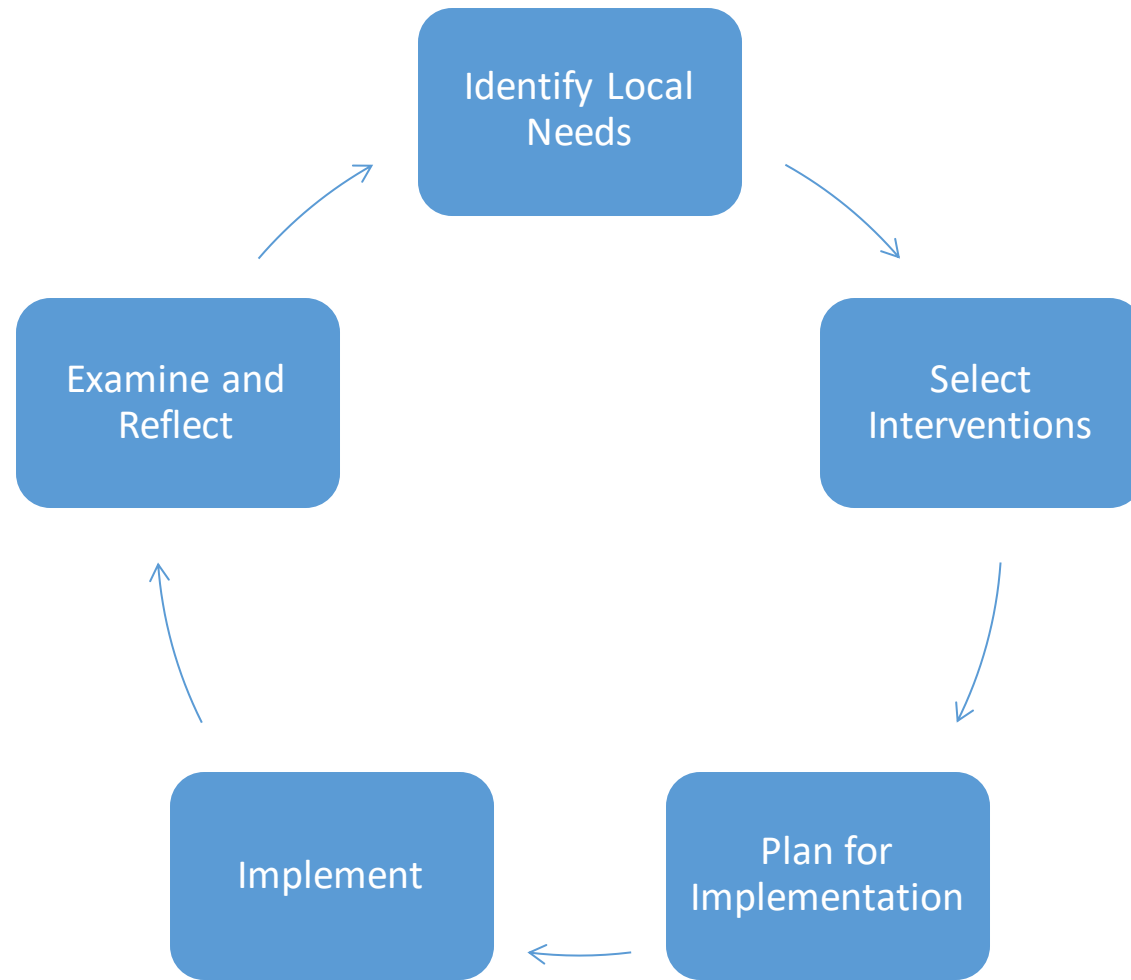 Identify Local
Needs
Select
Interventions
Plan for
Implementation
Implement
Examine and
Reflect